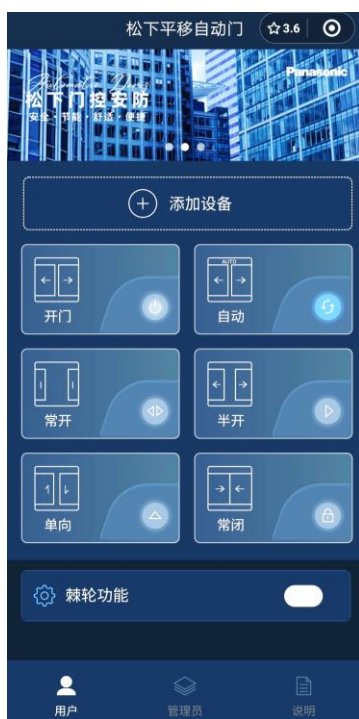 松下平移自动门
3.6
Automatic Doors
Panasonic
松下门控安防
安全·节能·舒适·便捷
添加设备
开门
AUTO
自动
常开
半开
单向
常闭
棘轮功能
用户
管理员
说明